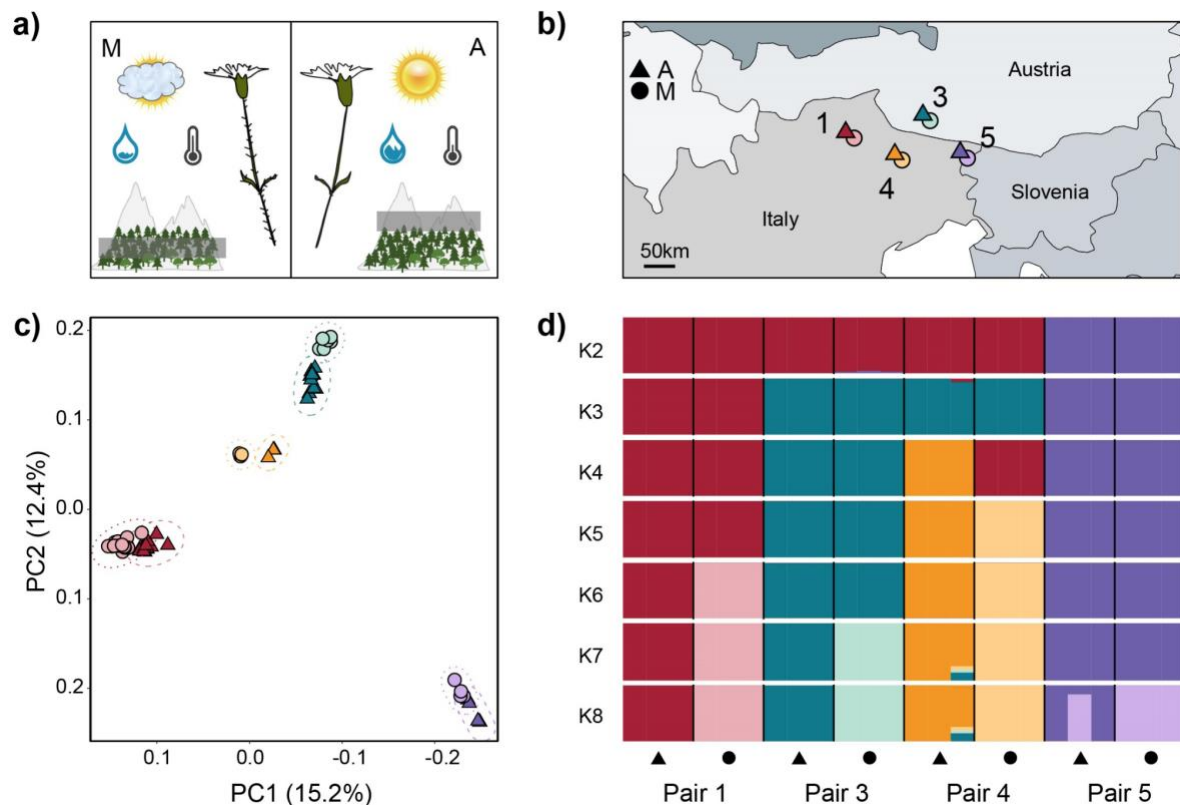 a)
M
A
b)
A
M
Austria
3
1
5
4
Slovenia
Italy
50km
c)
0.2
0.1
0.0
0.1
0.2
PC2 (12.4%)
0.1
0.0
-0.1
-0.2
PC1 (15.2%)
d)
K2
K3
K4
K5
K6
K7
K8
Pair 1
Pair 3
Pair 4
Pair 5